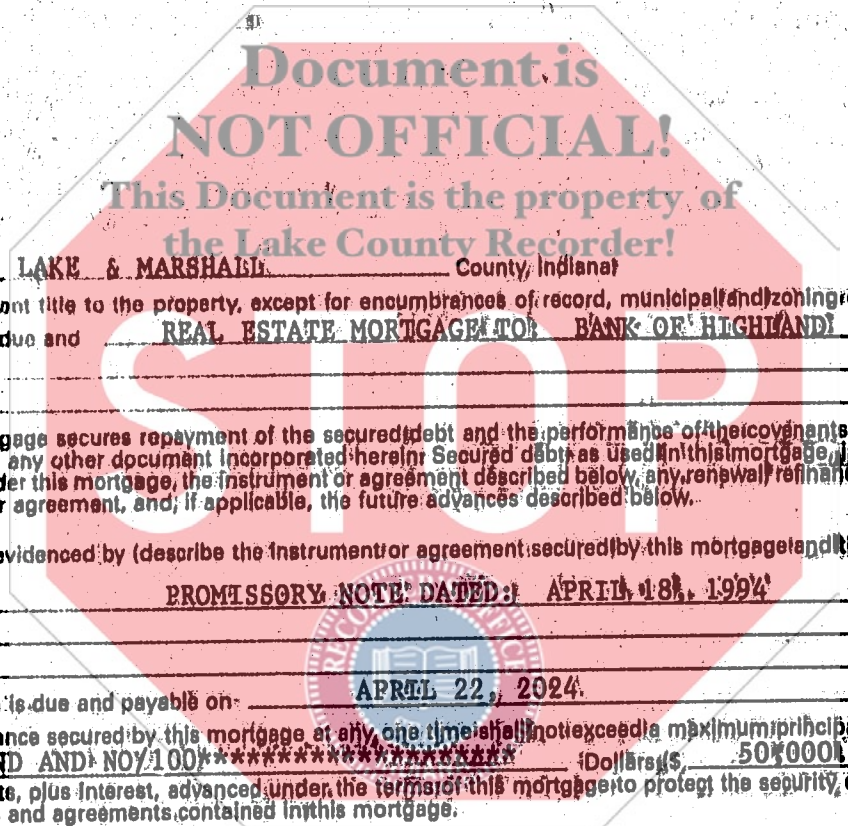 Document is
NOT OFFICIAL!
This Document is the property of
the Lake County Recorder!
LAKE & MARSHALL County, Indiana
title to the property, except for encumbrances of record, municipal and zoning
due and REAL ESTATE MORTGAGE TO: BANK OF HIGHLAND
STOP
gage secures repayment of the secured debt and the performance of the covenants
any other document incorporated herein: Secured debt, as used in this mortgage,
der this mortgage, the instrument or agreement described below, any renewal, refinan
r agreement, and, if applicable, the future advances described below.
videnced by (describe the instrument or agreement secured by this mortgage and
PROMISSORY NOTE DATED: APRIL 18, 1994
RECORDER OFFICE
is due and payable on APRIL 22, 2024
nce secured by this mortgage at any one time shall not exceed a maximum princip
D AND NO/100********************** Dollars ($ 50,000
, plus interest, advanced under the terms of this mortgage to protect the security
and agreements contained in this mortgage.